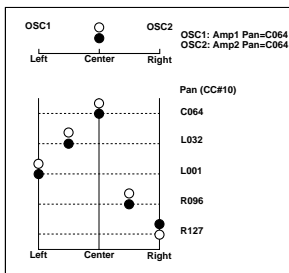 OSC1 OSC2
OSC1: Amp1 Pan=C064
OSC2: Amp2 Pan=C064
Left Center Right
Pan (CC#10)
C064
L032
L001
R096
R127
Left Center Right